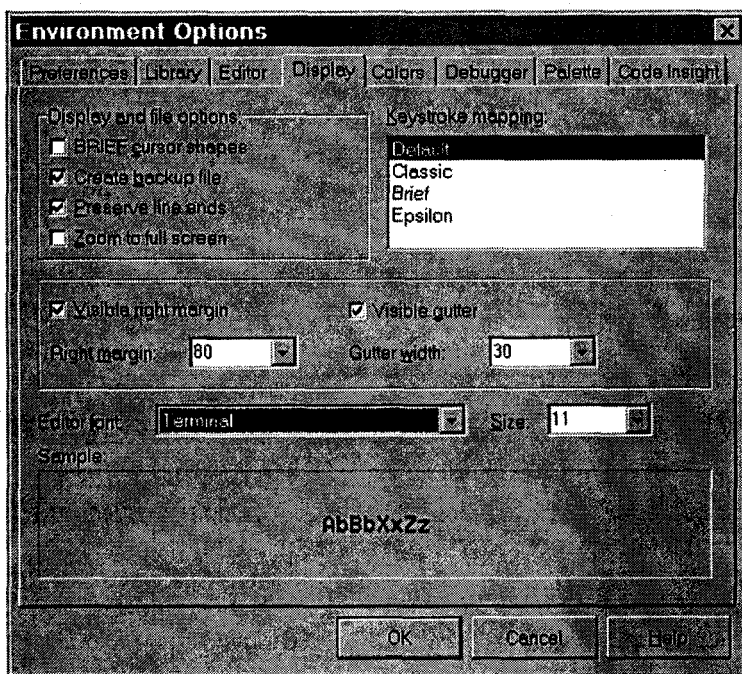 Environment Options
Preferences Library Editor Display Colors Debugger Palette Code Insight
Display and file options:
BRIEF cursor shapes
Create backup file
Preserve line ends
Zoom to full screen
Keystroke mapping:
Default
Classic
Brief
Epsilon
Visible right margin
Visible gutter
Right margin: 80
Gutter width: 30
Editor font: Terminal
Size: 11
Sample:
AbBbXxZz
OK Cancel Help